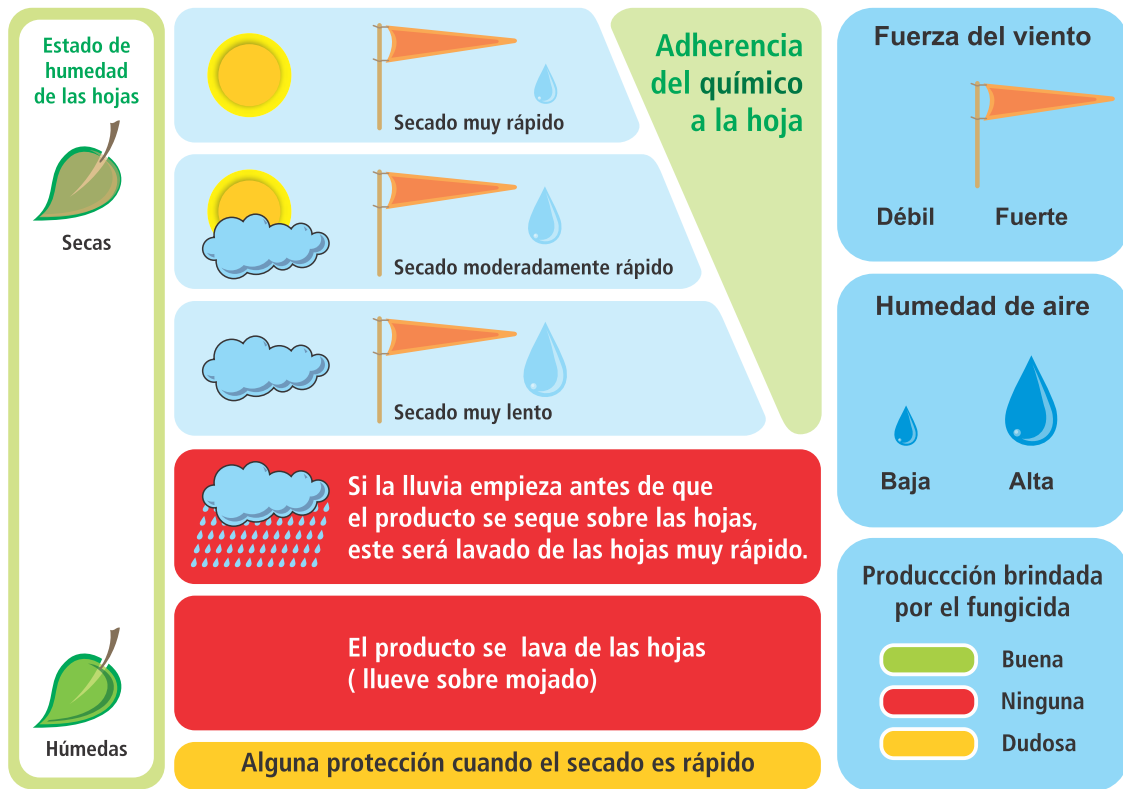 Estado de
humedad
de las hojas
Secas
Húmedas
Secado muy rápido
Secado moderadamente rápido
Secado muy lento
Adherencia
del químico
a la hoja
Si la lluvia empieza antes de que
el producto se seque sobre las hojas,
este será lavado de las hojas muy rápido.
El producto se lava de las hojas
( llueve sobre mojado)
Alguna protección cuando el secado es rápido
Fuerza del viento
Débil Fuerte
Humedad de aire
Baja Alta
Produccción brindada
por el fungicida
Buena
Ninguna
Dudosa